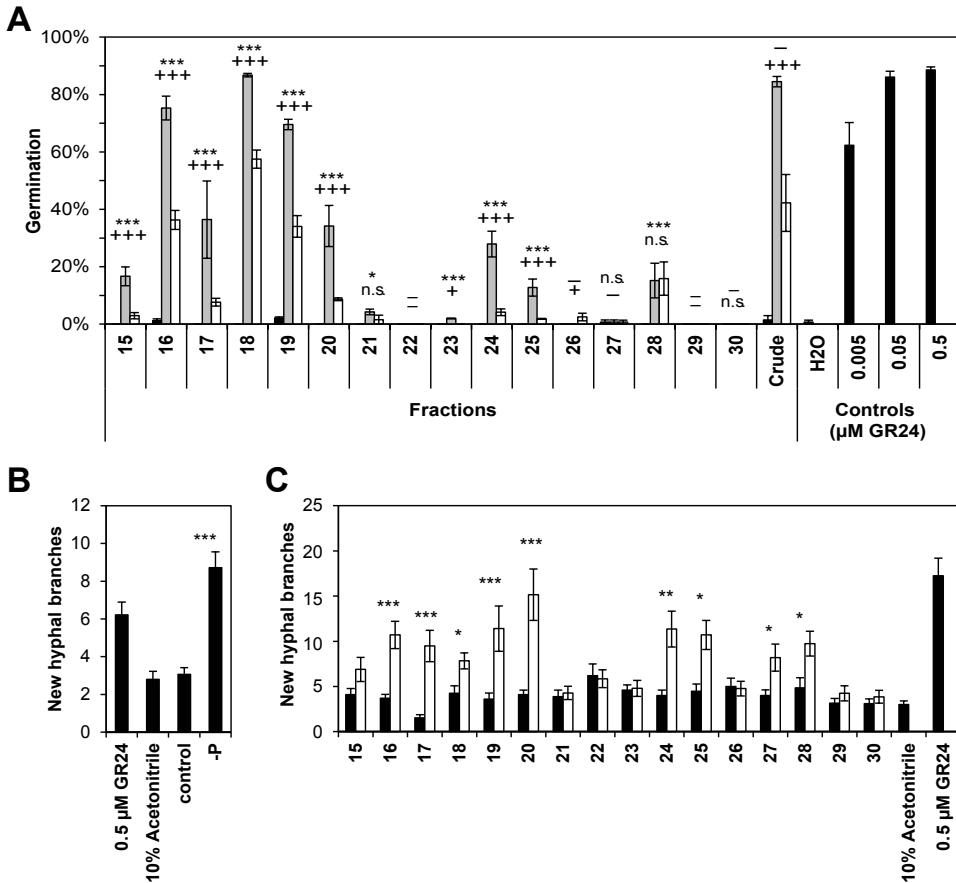 A
100%
80%
60%
40%
20%
0%
Germination
***
+++
***
+++
***
+++
***
+++
***
+++
***
+++
*
n.s.
–
–
***
+
***
+++
***
+++
–
+
n.s.
–
***
n.s.
–
–
–
n.s.
–
+++
15 16 17 18 19 20 21 22 23 24 25 26 27 28 29 30 Crude H2O 0.005 0.05 0.5
Fractions
Controls
(µM GR24)
B
12
10
8
6
4
2
0
New hyphal branches
***
0.5 µM GR24
10% Acetonitrile
control
-P
C
25
20
15
10
5
0
New hyphal branches
*** *** * *** *** ** * * *
15 16 17 18 19 20 21 22 23 24 25 26 27 28 29 30 10% Acetonitrile 0.5 µM GR24